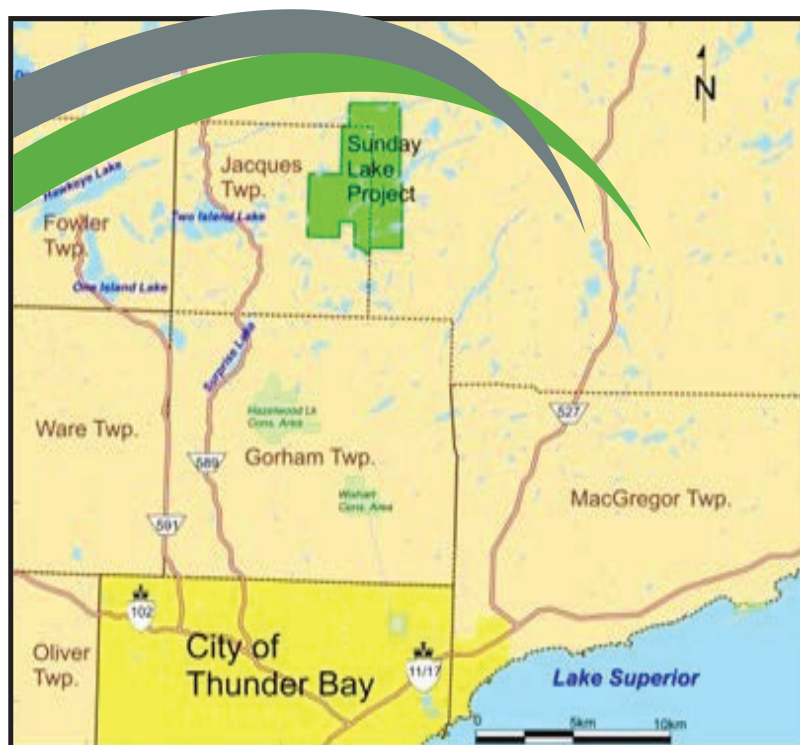 N
Sunday
Lake
Project
Jacques
Twp.
Hawkeye Lake
Two Island Lake
Fowler
Twp.
One Island Lake
Surprise Lake
Hazelwood Lk
Cons. Area
527
Ware Twp.
589
Gorham Twp.
Wishart
Cons. Area
MacGregor Twp.
591
102
City of
Thunder Bay
Oliver
Twp.
11/17
Lake Superior
0
5km
10km